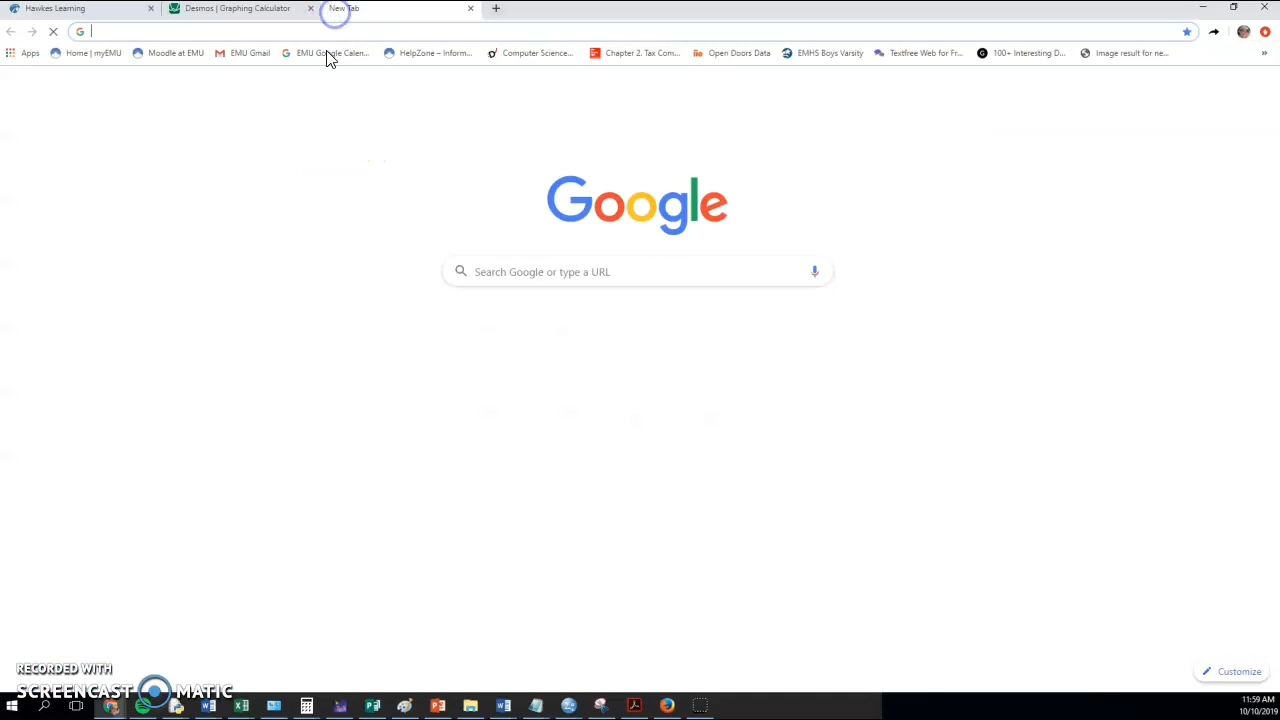 Hawkes Learning
Desmos | Graphing Calculator
New Tab
Apps
Home | myEMU
Moodle at EMU
EMU Gmail
EMU Google Calen...
HelpZone – Inform...
Computer Science...
Chapter 2. Tax Com...
Open Doors Data
EMHS Boys Varsity
Textfree Web for Fr...
100+ Interesting D...
Image result for ne...
Google
Search Google or type a URL
Customize
RECORDED WITH
SCREENCAST MATIC
11:59 AM
10/10/2019